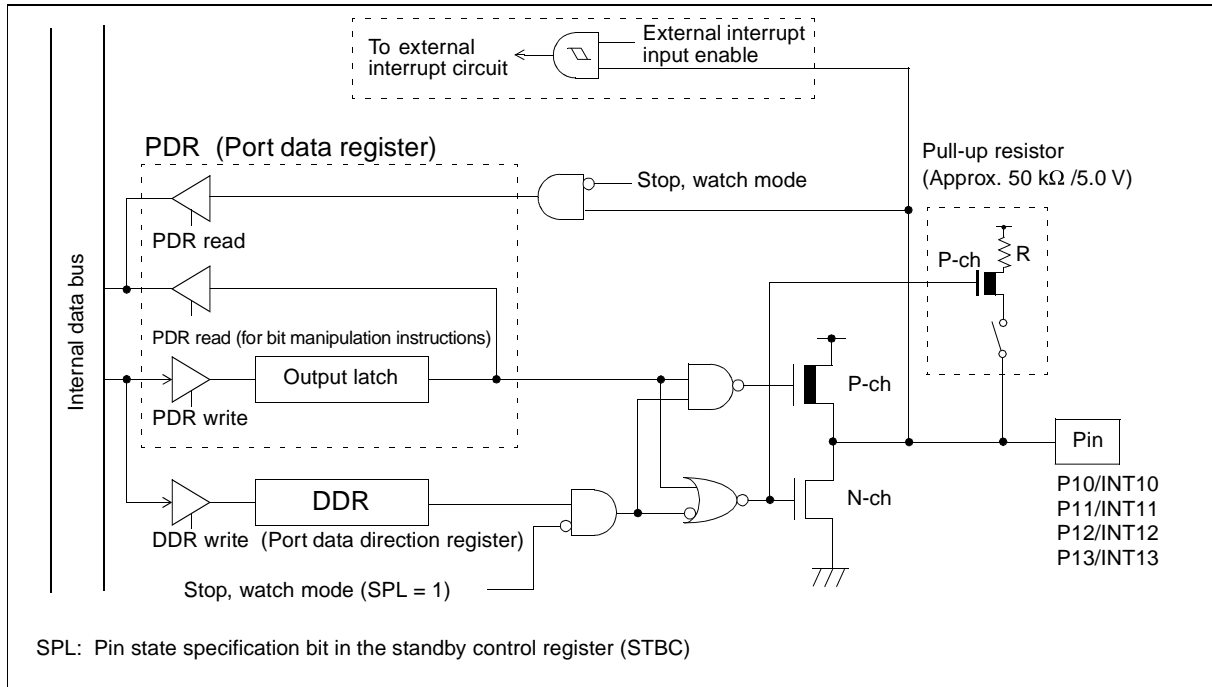 To external
interrupt circuit
External interrupt
input enable
PDR (Port data register)
Stop, watch mode
Pull-up resistor
(Approx. 50 kΩ /5.0 V)
P-ch
R
PDR read
Internal data bus
PDR read (for bit manipulation instructions)
Output latch
PDR write
P-ch
Pin
N-ch
P10/INT10
P11/INT11
P12/INT12
P13/INT13
DDR
DDR write (Port data direction register)
Stop, watch mode (SPL = 1)
SPL: Pin state specification bit in the standby control register (STBC)